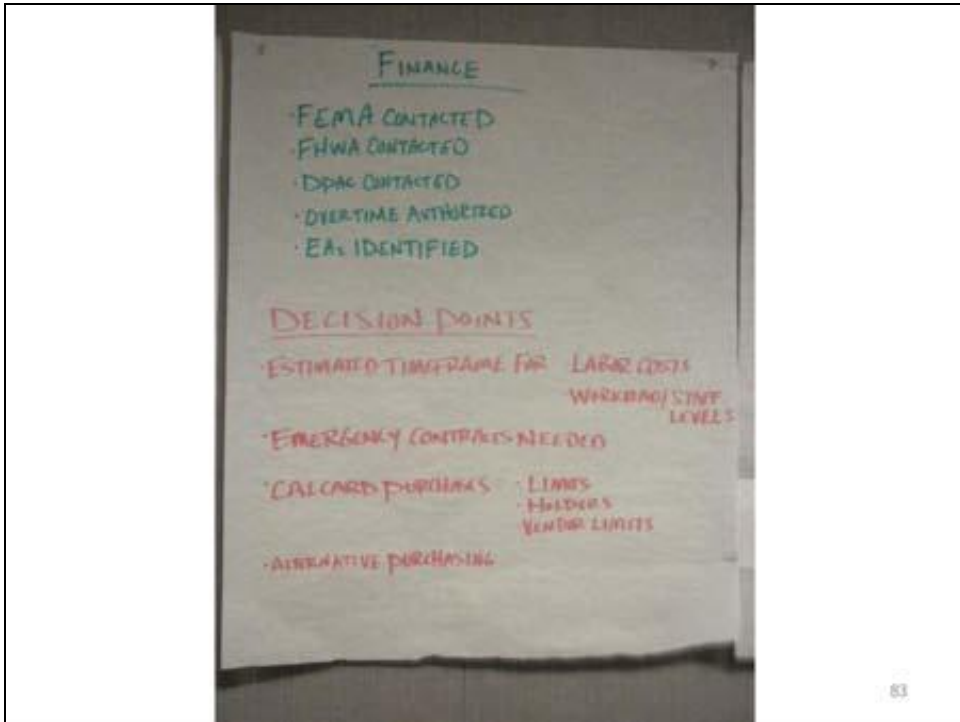 FINANCE
·FEMA CONTACTED
·FHWA CONTACTED
·DPAC CONTACTED
·OVERTIME AUTHORIZED
·EAs IDENTIFIED
DECISION POINTS
·ESTIMATED TIMEFRAME FOR LABOR COSTS
WORKLOAD/STAFF
LEVELS
·EMERGENCY CONTRACTS NEEDED
·CALCARD PURCHASES ·LIMITS
·HOLDERS
·VENDOR LIMITS
·ALTERNATIVE PURCHASING
83